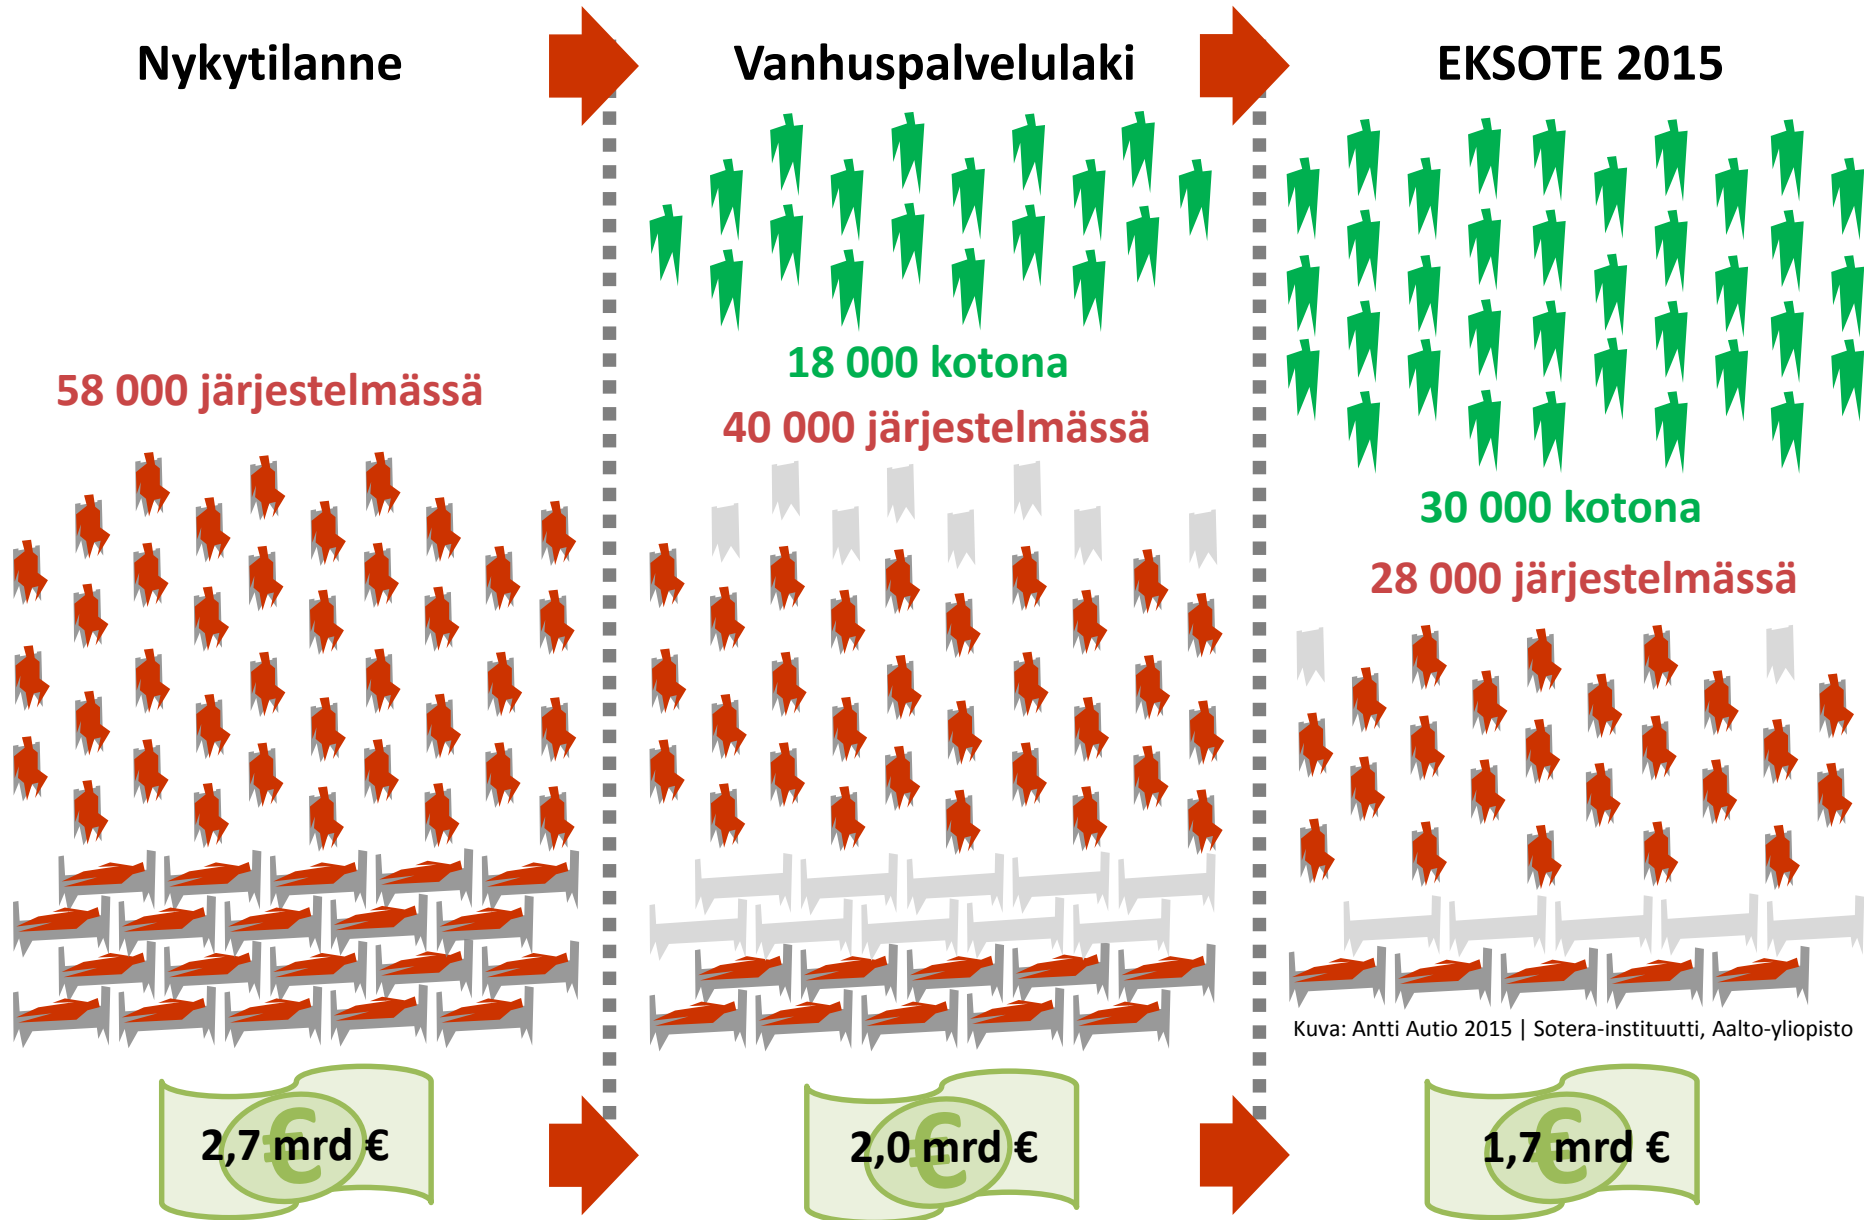 Nykytilanne
Vanhuspalvelulaki
EKSOTE 2015
58 000 järjestelmässä
18 000 kotona
40 000 järjestelmässä
30 000 kotona
28 000 järjestelmässä
Kuva: Antti Autio 2015 | Sotera-instituutti, Aalto-yliopisto
2,7 mrd €
2,0 mrd €
1,7 mrd €